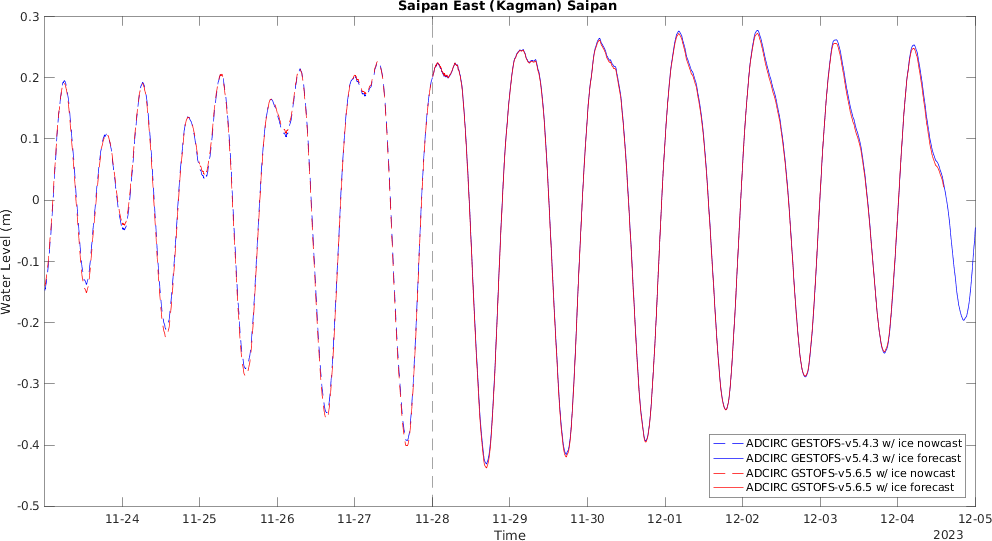 Saipan East (Kagman) Saipan
0.3
0.2
0.1
0
-0.1
-0.2
-0.3
-0.4
-0.5
Water Level (m)
ADCIRC GESTOFS-v5.4.3 w/ ice nowcast
ADCIRC GESTOFS-v5.4.3 w/ ice forecast
ADCIRC GSTOFS-v5.6.5 w/ ice nowcast
ADCIRC GSTOFS-v5.6.5 w/ ice forecast
11-24 11-25 11-26 11-27 11-28 11-29 11-30 12-01 12-02 12-03 12-04 12-05
Time
2023